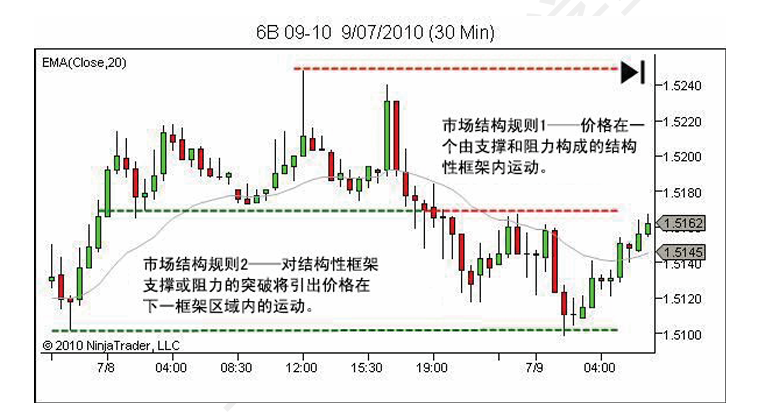 6B 09-10 9/07/2010 (30 Min)
EMA(Close,20)
市场结构规则1——价格在一
个由支撑和阻力构成的结构
性框架内运动。
市场结构规则2——对结构性框架
支撑或阻力的突破将引出价格在
下一框架区域内的运动。
1.5240
1.5220
1.5200
1.5180
1.5162
1.5145
1.5140
1.5120
1.5100
© 2010 NinjaTrader, LLC
7/8 04:00 08:30 12:00 15:30 19:00 7/9 04:00